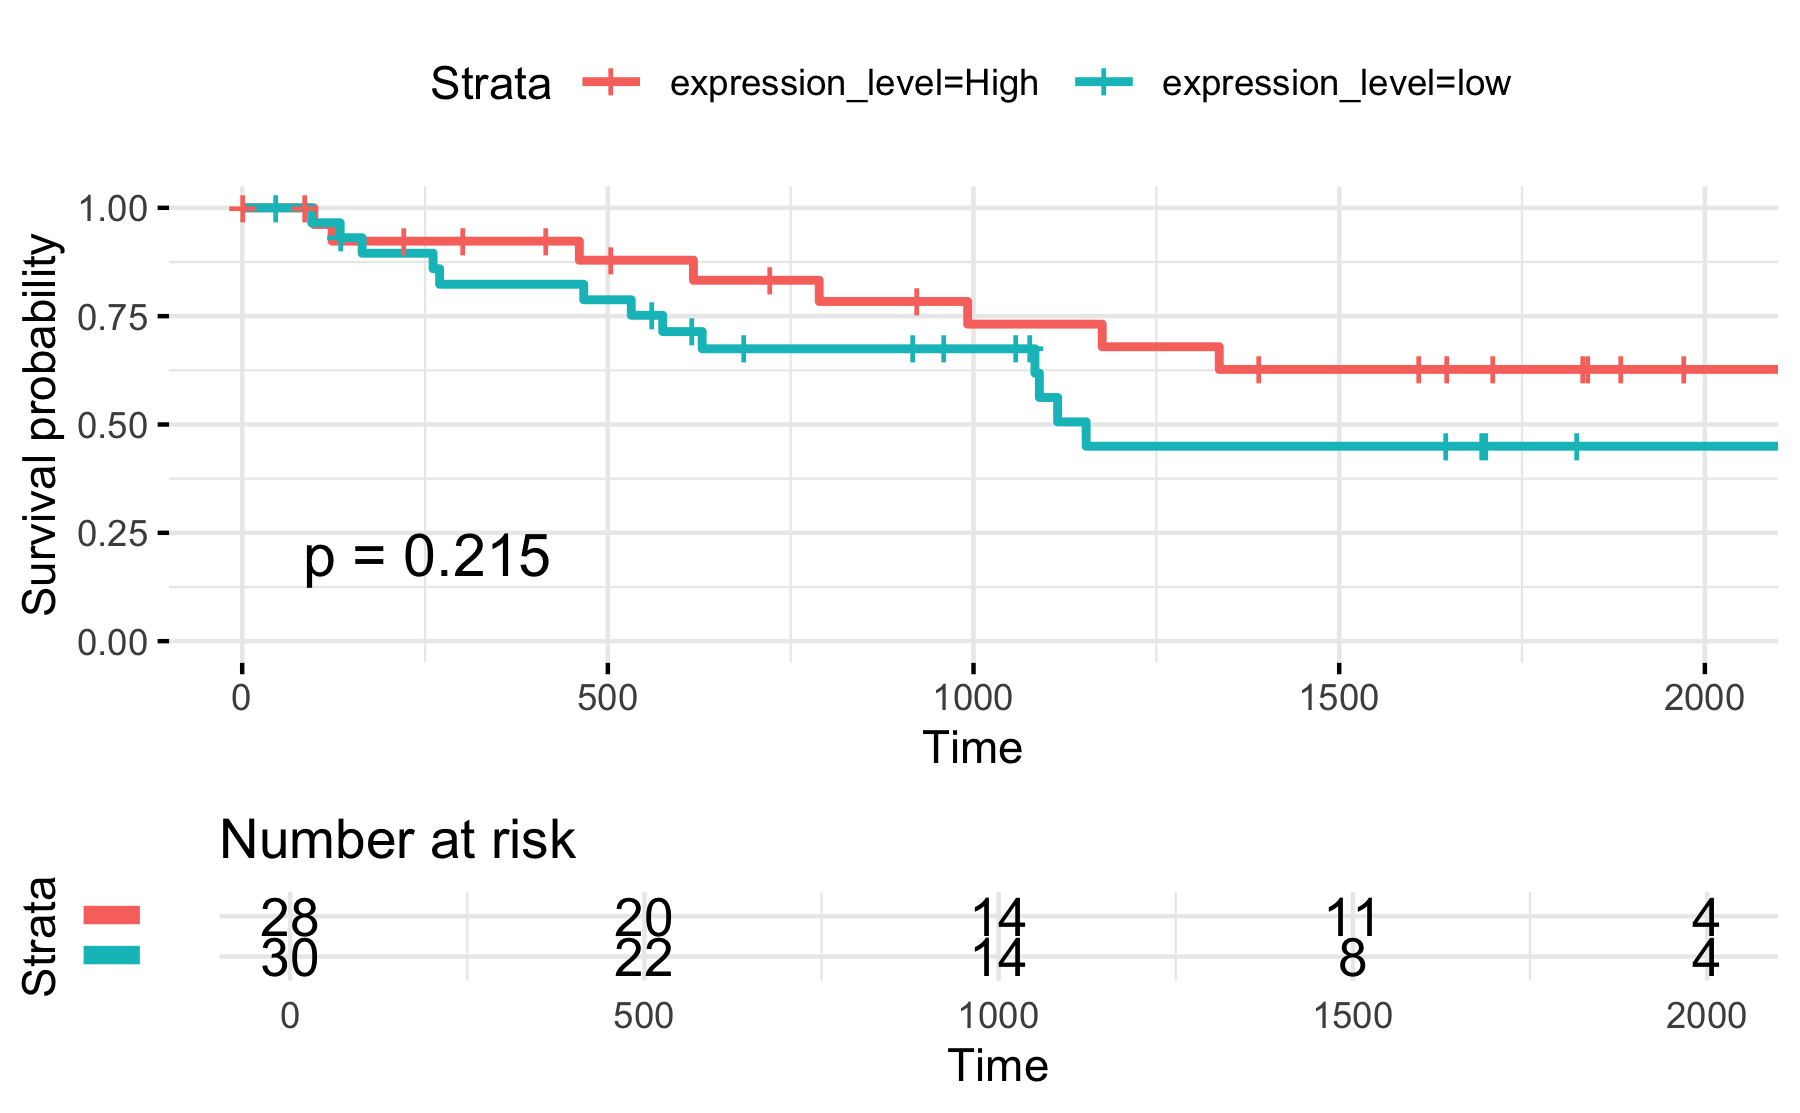 Strata expression_level=High expression_level=low
Survival probability
1.00
0.75
0.50
0.25
0.00
p = 0.215
0 500 1000 1500 2000
Time
Number at risk
Strata
28 20 14 11 4
30 22 14 8 4
0 500 1000 1500 2000
Time